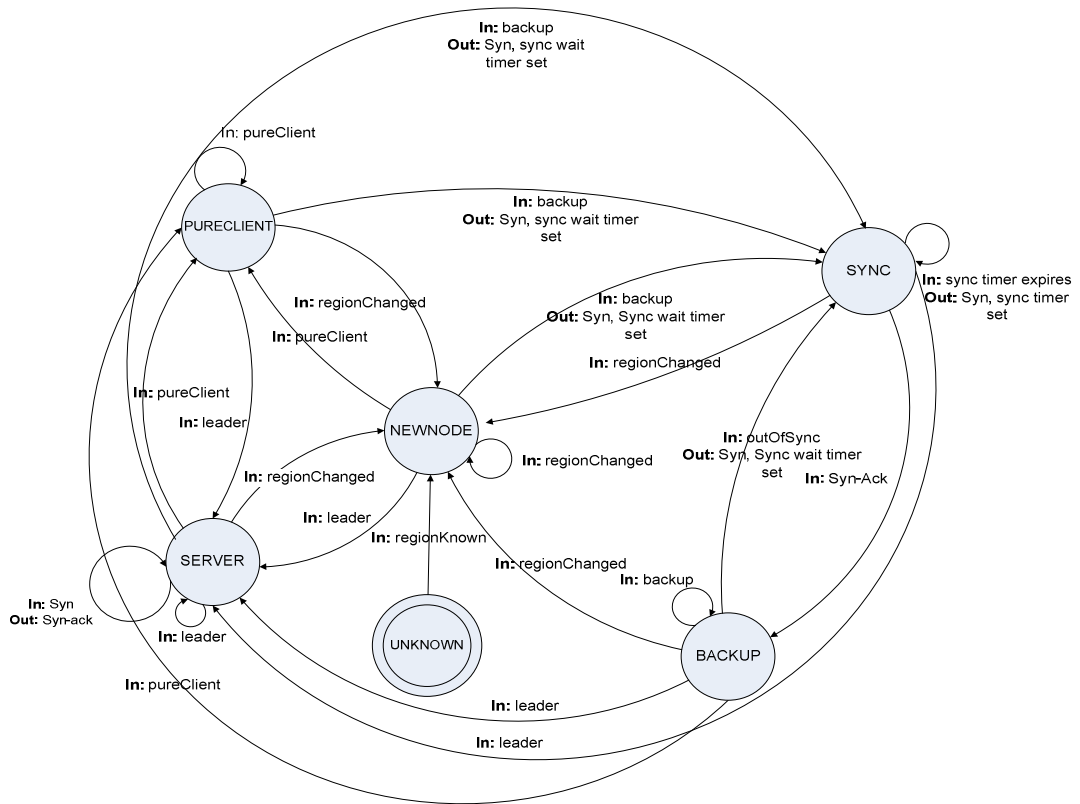 In: backup
Out: Syn, sync wait
timer set
In: pureClient
PURECLIENT
In: backup
Out: Syn, sync wait timer
set
SYNC
In: sync timer expires
Out: Syn, sync timer
set
In: regionChanged
In: backup
Out: Syn, Sync wait timer
set
In: pureClient
In: regionChanged
In: pureClient
In: leader
NEWNODE
In: outOfSync
Out: Syn, Sync wait timer
set
In: regionChanged
In: regionChanged
In: Syn-Ack
In: leader
In: regionKnown
SERVER
In: regionChanged
In: backup
In: Syn
Out: Syn-ack
In: leader
UNKNOWN
BACKUP
In: pureClient
In: leader
In: leader